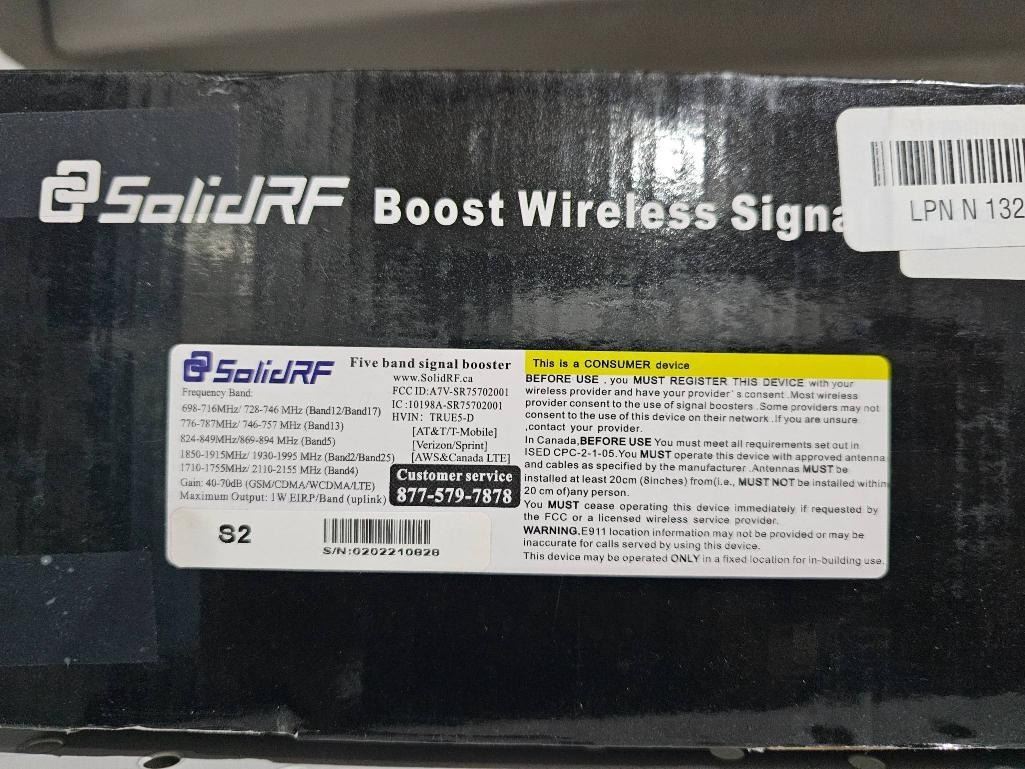 SolidRF Boost Wireless Signa
LPN N 132
SolidRF
Five band signal booster
www.SolidRF.ca
Frequency Band:
FCC ID:A7V-SR75702001
698-716MHz/ 728-746 MHz (Band12/Band17)
IC :10198A-SR75702001
776-787MHz/ 746-757 MHz (Band13)
HVIN: TRUE5-D
824-849MHz/869-894 MHz (Band5)
[AT&T/T-Mobile]
1850-1915MHz/ 1930-1995 MHz (Band2/Band25)
[Verizon/Sprint]
1710-1755MHz/ 2110-2155 MHz (Band4)
[AWS&Canada LTE]
Gain: 40-70dB (GSM/CDMA/WCDMA/LTE)
Maximum Output: 1W EIRP/Band (uplink)
Customer service
877-579-7878
S2
S/N:0202210828
This is a CONSUMER device
BEFORE USE , you MUST REGISTER THIS DEVICE with your
wireless provider and have your provider's consent .Most wireless
provider consent to the use of signal boosters .Some providers may not
consent to the use of this device on their network .If you are unsure
,contact your provider.
In Canada,BEFORE USE You must meet all requirements set out in
ISED CPC-2-1-05.You MUST operate this device with approved antenna
and cables as specified by the manufacturer .Antennas MUST be
installed at least 20cm (8inches) from(i.e., MUST NOT be installed within
20 cm of)any person.
You MUST cease operating this device immediately if requested by
the FCC or a licensed wireless service provider.
WARNING.E911 location information may not be provided or may be
inaccurate for calls served by using this device.
This device may be operated ONLY in a fixed location for in-building use.